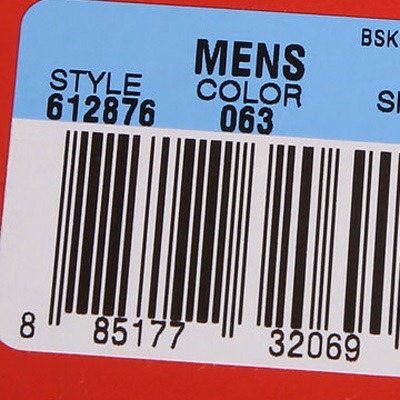 BSK
MENS
STYLE COLOR
612876 063
8 85177 32069